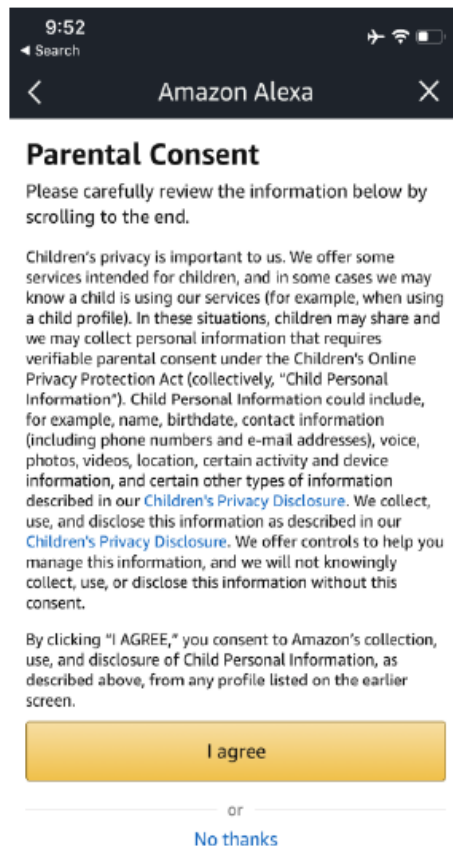 9:52
◀ Search
Amazon Alexa
Parental Consent
Please carefully review the information below by
scrolling to the end.
Children's privacy is important to us. We offer some
services intended for children, and in some cases we may
know a child is using our services (for example, when using
a child profile). In these situations, children may share and
we may collect personal information that requires
verifiable parental consent under the Children's Online
Privacy Protection Act (collectively, “Child Personal
Information”). Child Personal Information could include,
for example, name, birthdate, contact information
(including phone numbers and e-mail addresses), voice,
photos, videos, location, certain activity and device
information, and certain other types of information
described in our Children's Privacy Disclosure. We collect,
use, and disclose this information as described in our
Children's Privacy Disclosure. We offer controls to help you
manage this information, and we will not knowingly
collect, use, or disclose this information without this
consent.
By clicking “I AGREE,” you consent to Amazon's collection,
use, and disclosure of Child Personal Information, as
described above, from any profile listed on the earlier
screen.
I agree
or
No thanks